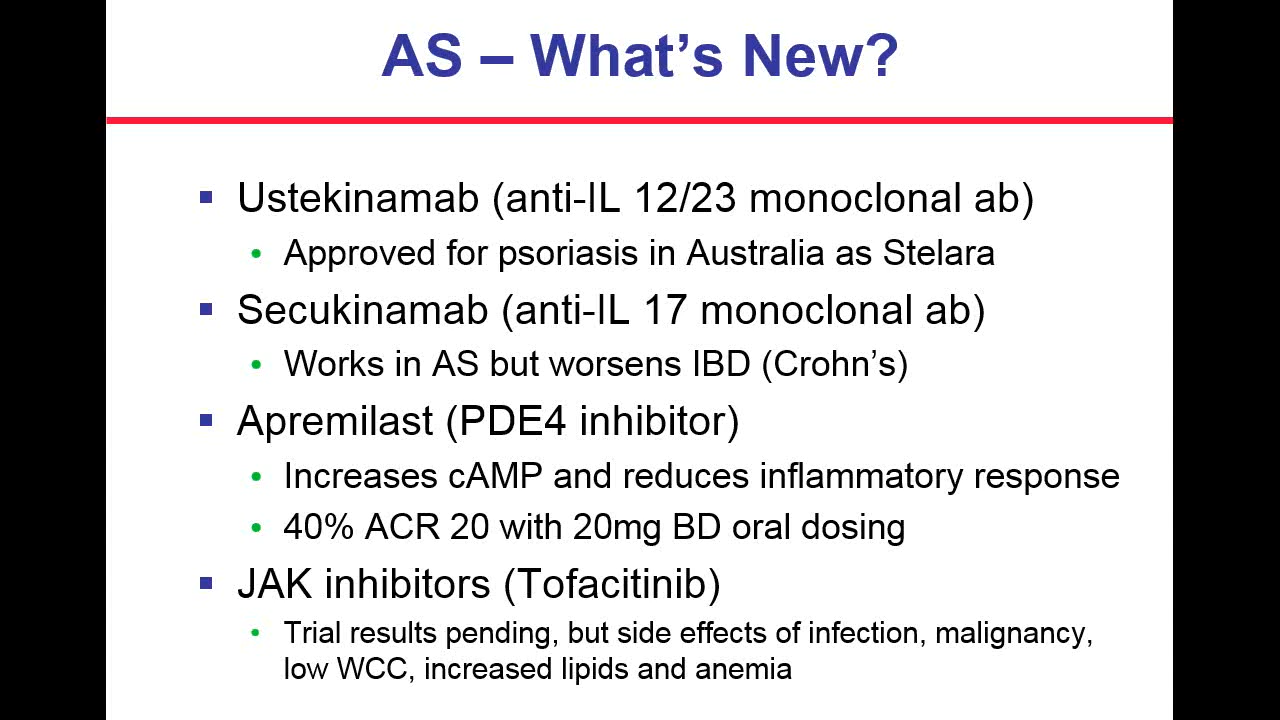 AS – What's New?
Ustekinamab (anti-IL 12/23 monoclonal ab)
Approved for psoriasis in Australia as Stelara
Secukinamab (anti-IL 17 monoclonal ab)
Works in AS but worsens IBD (Crohn's)
Apremilast (PDE4 inhibitor)
Increases cAMP and reduces inflammatory response
40% ACR 20 with 20mg BD oral dosing
JAK inhibitors (Tofacitinib)
Trial results pending, but side effects of infection, malignancy,
low WCC, increased lipids and anemia